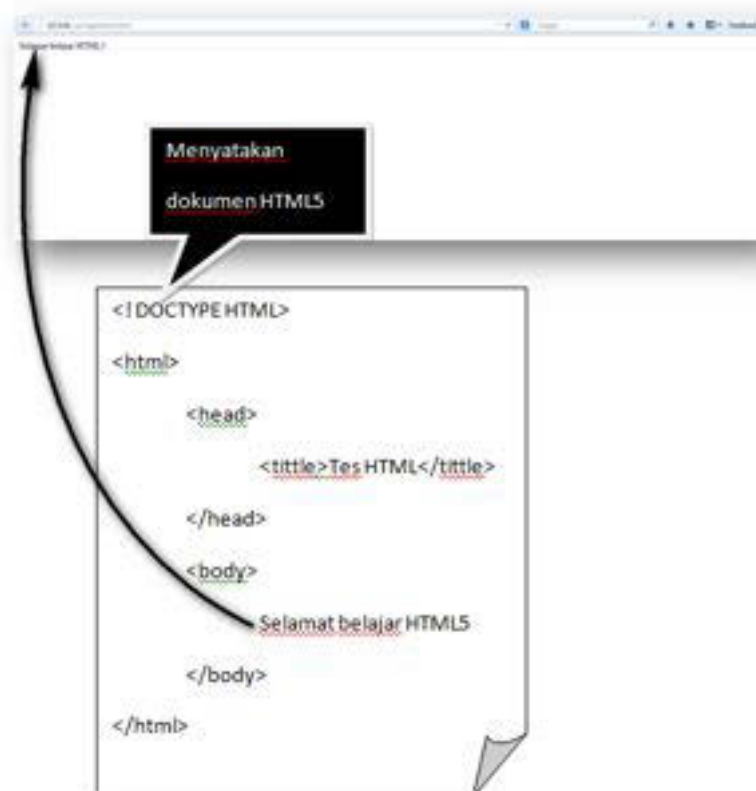 Menyatakan
dokumen HTML5
<! DOCTYPE HTML>
<html>
<head>
<tittle>Tes HTML</tittle>
</head>
<body>
Selamat belajar HTML5
</body>
</html>